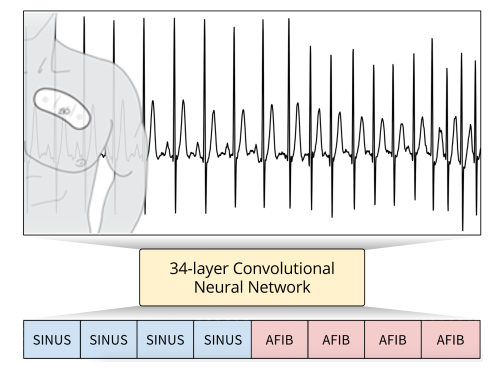 34-layer Convolutional
Neural Network
SINUS SINUS SINUS SINUS AFIB AFIB AFIB AFIB